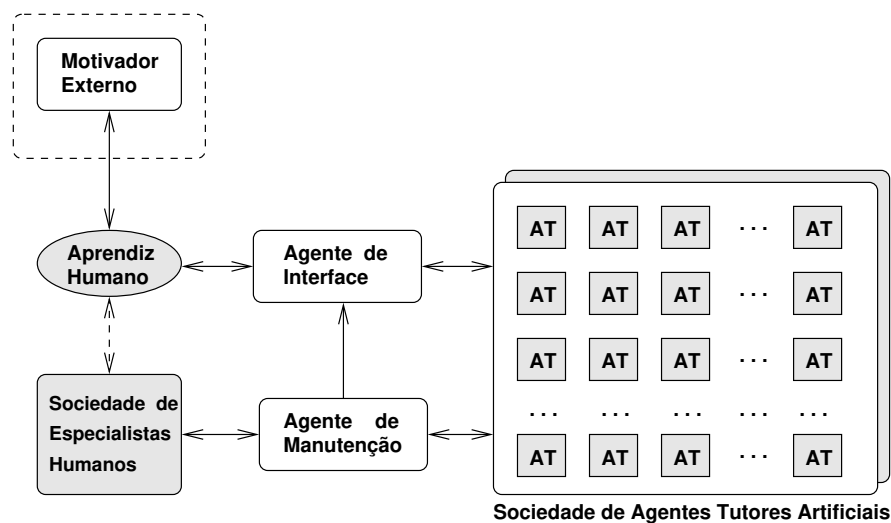 Motivador
Externo
Aprendiz
Humano
Agente de
Interface
AT AT AT . . . AT
AT AT AT . . . AT
AT AT AT . . . AT
. . . . . . . . . . . . . . .
AT AT AT . . . AT
Sociedade de
Especialistas
Humanos
Agente de
Manutenção
Sociedade de Agentes Tutores Artificiais